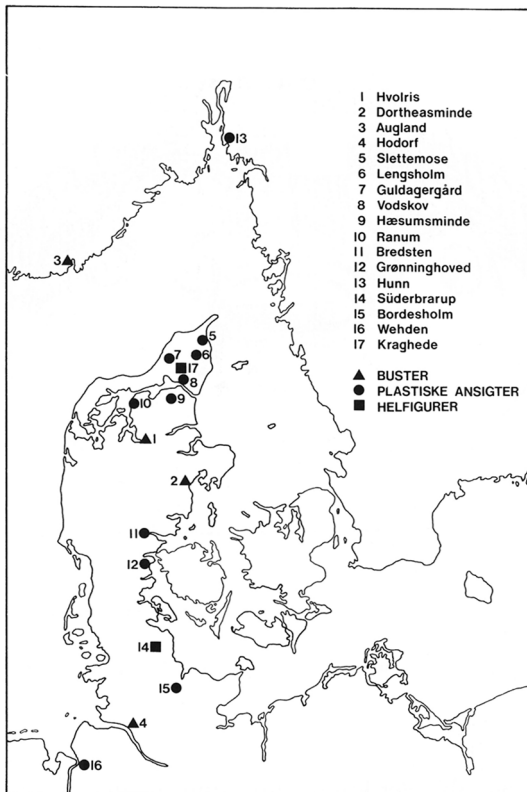 1 Hvolris
2 Dortheasminde
3 Augland
4 Hodorf
5 Slettemose
6 Lengsholm
7 Guldagergård
8 Vodskov
9 Hæsumsminde
10 Ranum
11 Bredsten
12 Grønninghoved
13 Hunn
14 Süderbrarup
15 Bordesholm
16 Wehden
17 Kraghede
▲ BUSTER
● PLASTISKE ANSIGTER
■ HELFIGURER
13
3
5
7
6
17
8
10
9
1
2
11
12
14
15
4
16